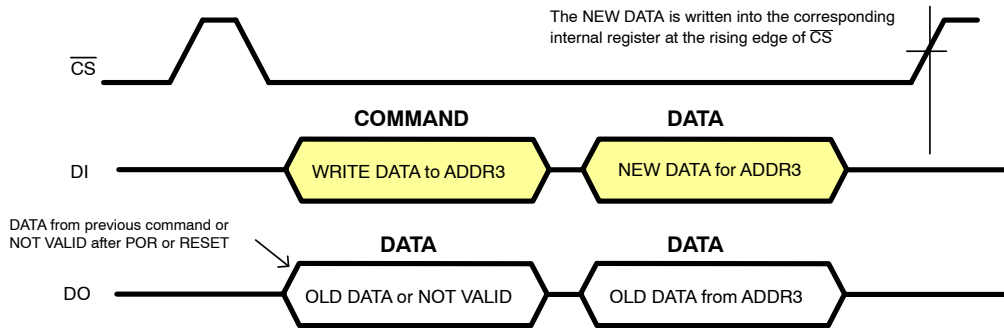 The NEW DATA is written into the corresponding
internal register at the rising edge of C̅S̅
C̅S̅
COMMAND
DATA
DI
WRITE DATA to ADDR3
NEW DATA for ADDR3
DATA from previous command or
NOT VALID after POR or RESET
DATA
DATA
DO
OLD DATA or NOT VALID
OLD DATA from ADDR3